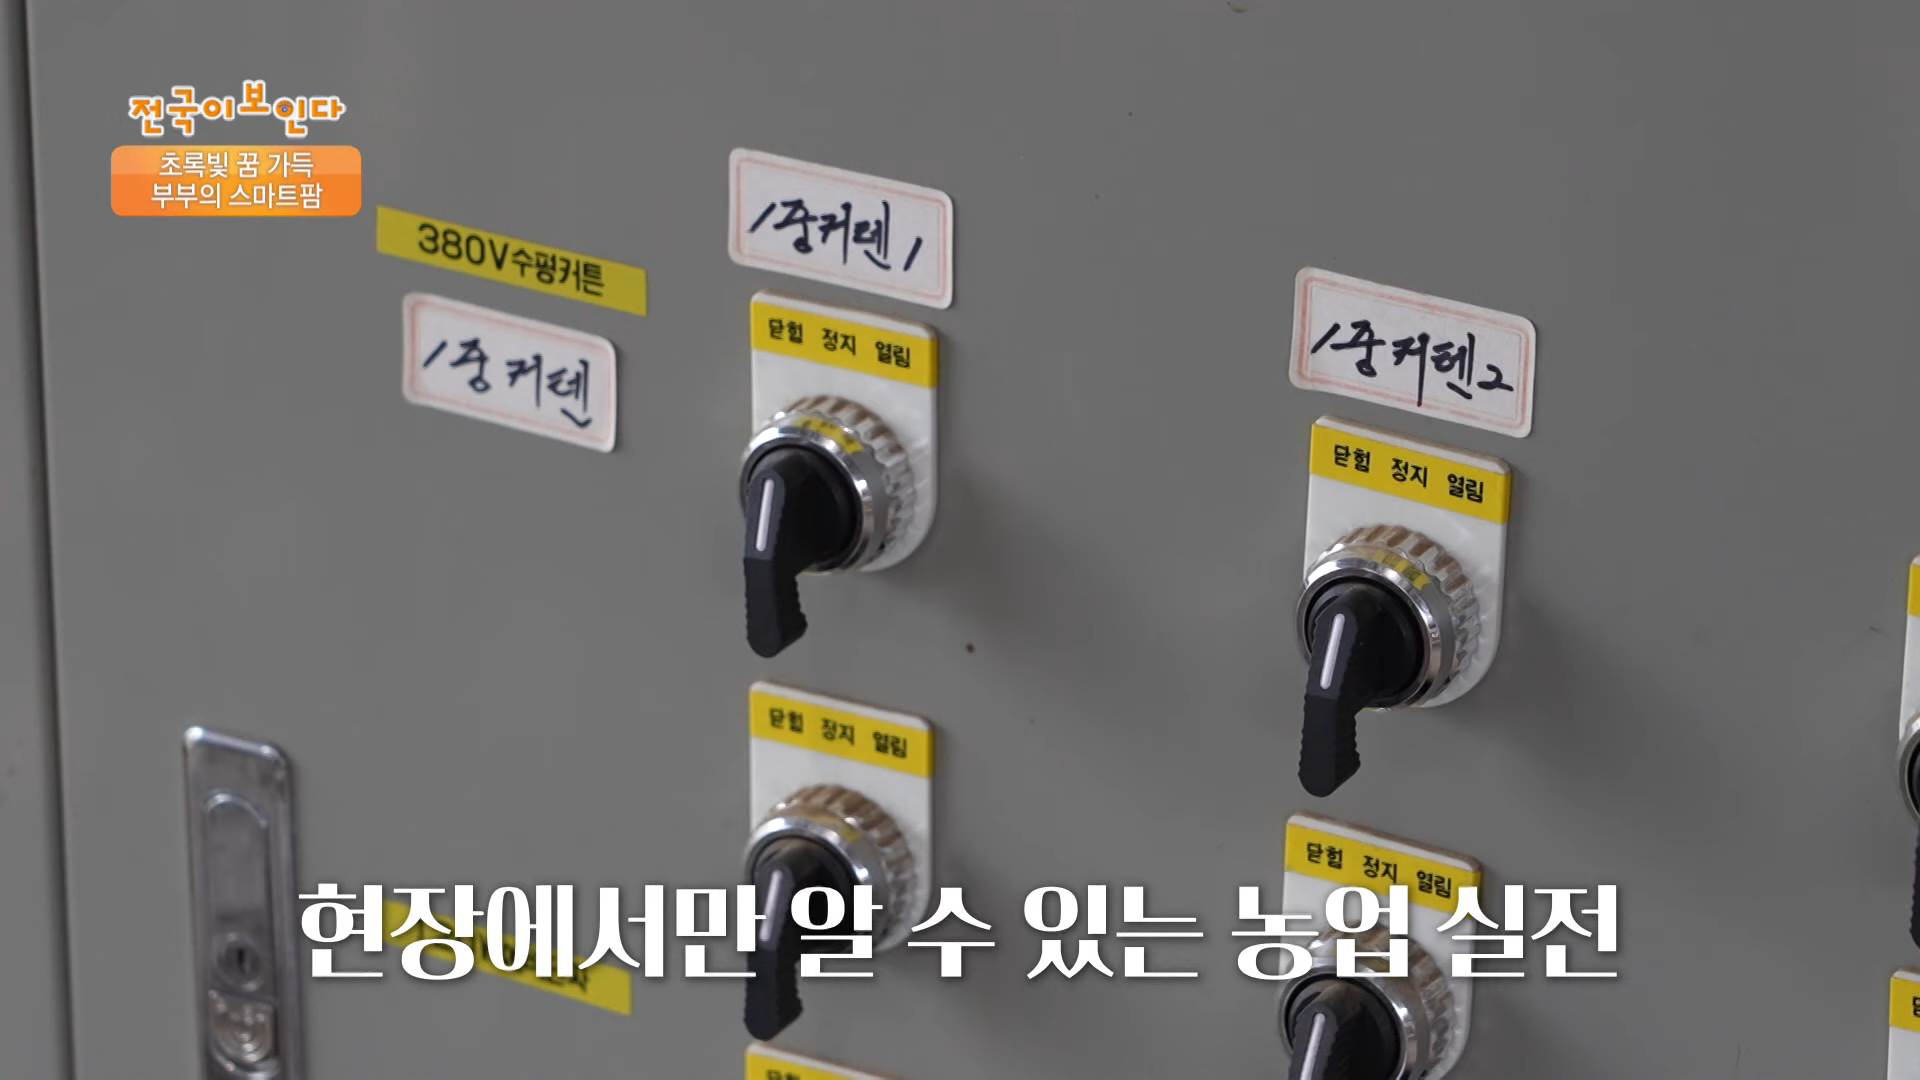 전국이보인다
초록빛 꿈 가득
부부의 스마트팜
380V수평커튼
1중커텐
1중커텐1
닫힘 정지 열림
1중커텐2
닫힘 정지 열림
닫힘 정지 열림
닫힘 정지 열림
현장에서만 알 수 있는 농업 실전